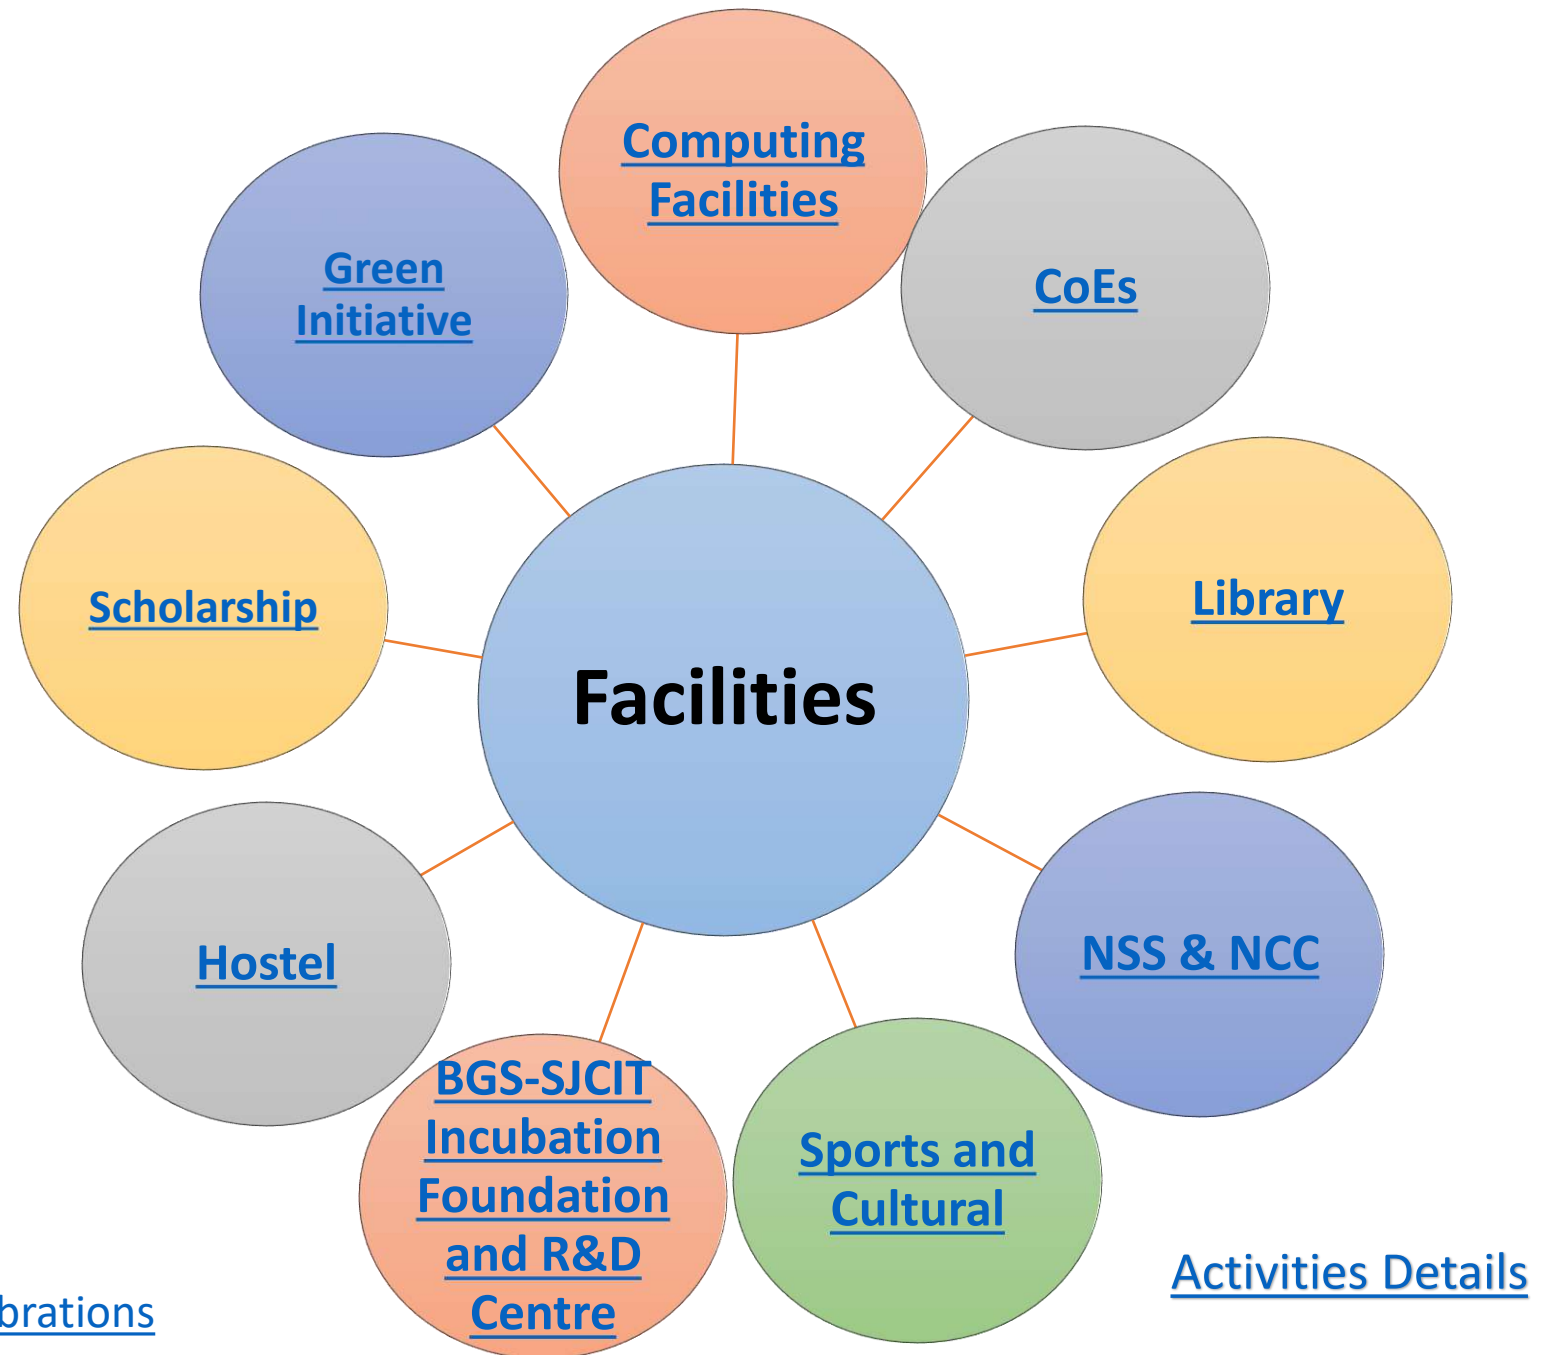 Computing
Facilities
CoEs
Green
Initiative
Library
Scholarship
Facilities
NSS & NCC
Hostel
BGS-SJCIT
Incubation
Foundation
and R&D
Centre
Sports and
Cultural
Activities Details
brations